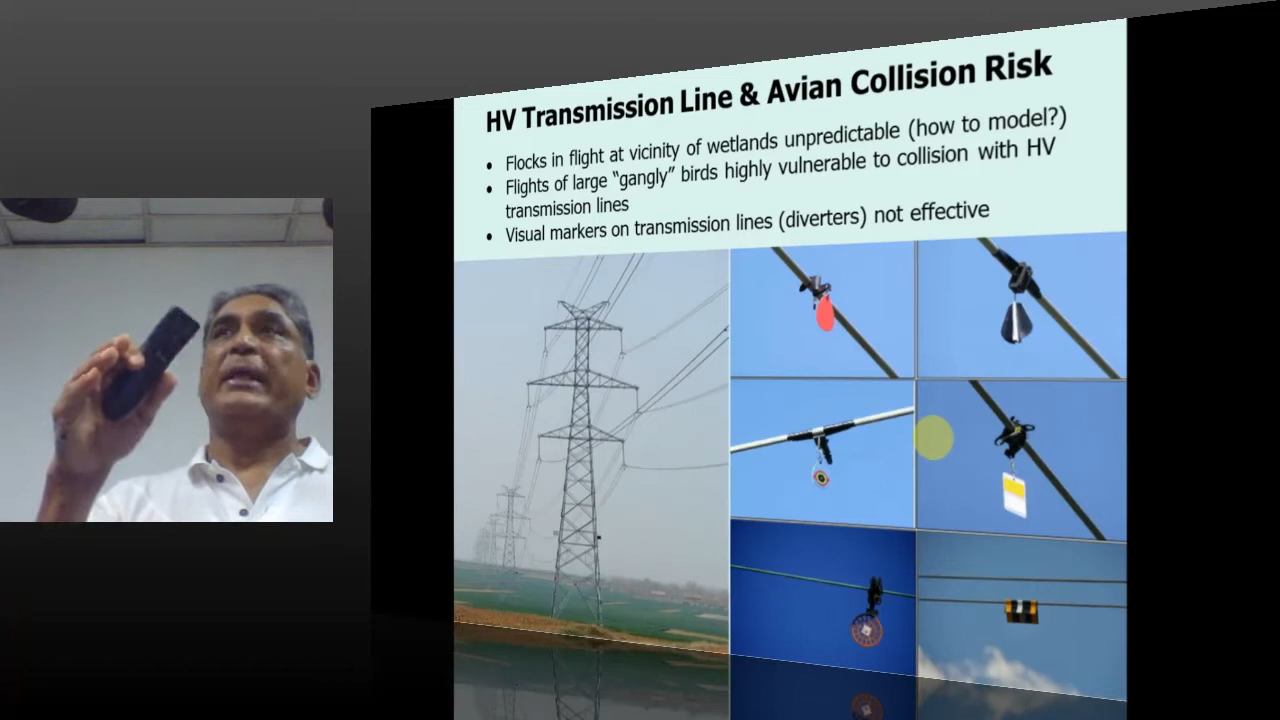 HV Transmission Line & Avian Collision Risk
• Flocks in flight at vicinity of wetlands unpredictable (how to model?)
• Flights of large “gangly” birds highly vulnerable to collision with HV
transmission lines
• Visual markers on transmission lines (diverters) not effective